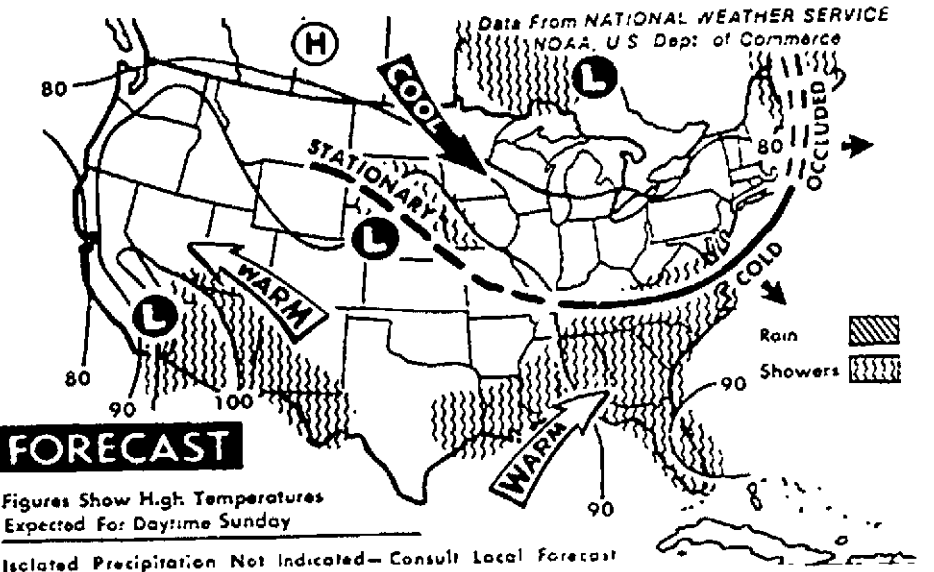 Data From NATIONAL WEATHER SERVICE
NOAA, U.S. Dept. of Commerce
H
L
80
COOL
80
OCCLUDED
STATIONARY
L
WARM
COLD
L
Rain
Showers
80
90
100
90
WARM
90
FORECAST
Figures Show High Temperatures
Expected For Daytime Sunday
Isolated Precipitation Not Indicated—Consult Local Forecast